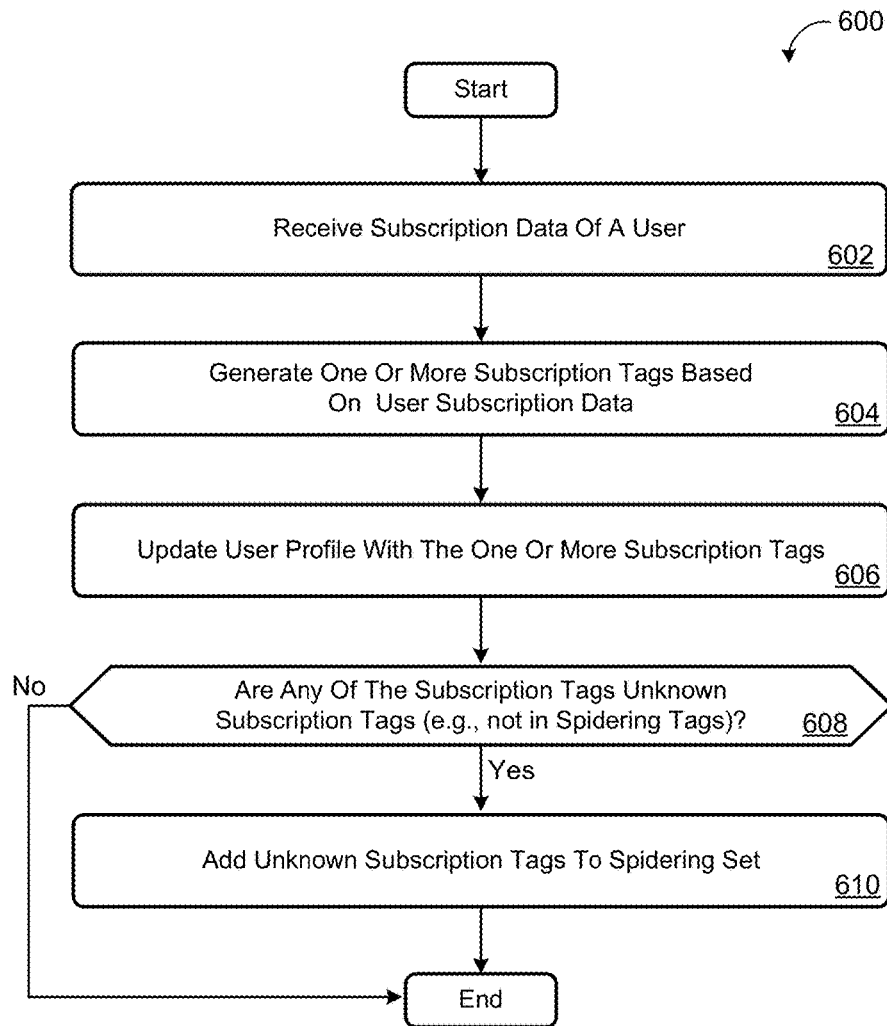 600
Start
Receive Subscription Data Of A User
602
Generate One Or More Subscription Tags Based
On User Subscription Data
604
Update User Profile With The One Or More Subscription Tags
606
No
Are Any Of The Subscription Tags Unknown
Subscription Tags (e.g., not in Spidering Tags)?
608
Yes
Add Unknown Subscription Tags To Spidering Set
610
End